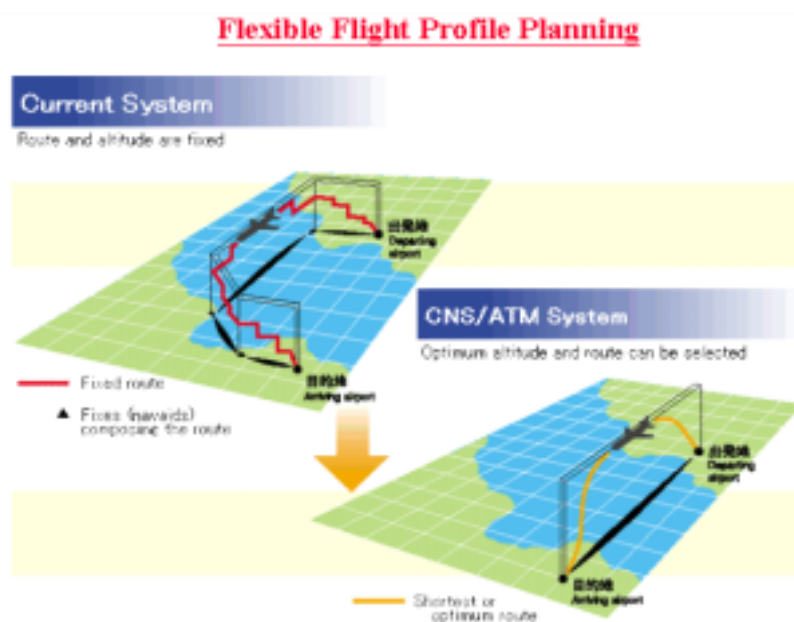 Flexible Flight Profile Planning
Current System
Route and altitude are fixed
出発地
Departing
airport
目的地
Arriving airport
Fixed route
Fixes (navaids)
composing the route
CNS/ATM System
Optimum altitude and route can be selected
出発地
Departing
airport
目的地
Arriving airport
Shortest or
optimum route